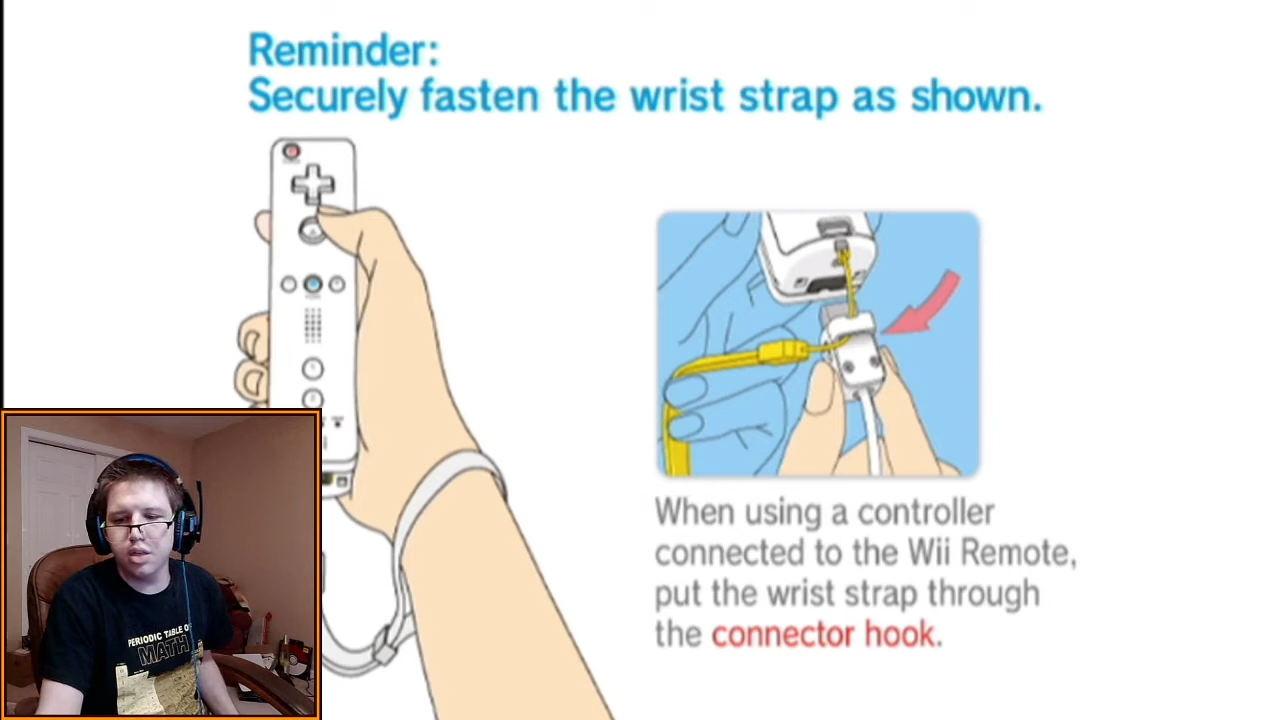 Reminder:
Securely fasten the wrist strap as shown.
When using a controller
connected to the Wii Remote,
put the wrist strap through
the connector hook.
PERIODIC TABLE OF
MATH